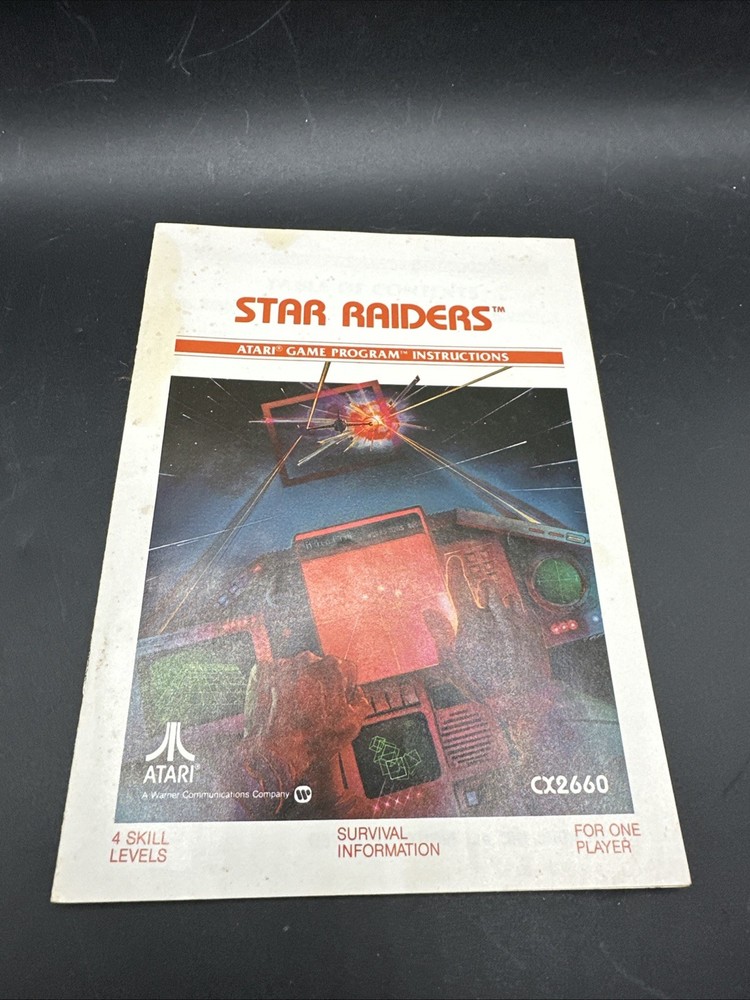 STAR RAIDERS™
ATARI® GAME PROGRAM™ INSTRUCTIONS
ATARI®
A Warner Communications Company
CX2660
4 SKILL
LEVELS
SURVIVAL
INFORMATION
FOR ONE
PLAYER